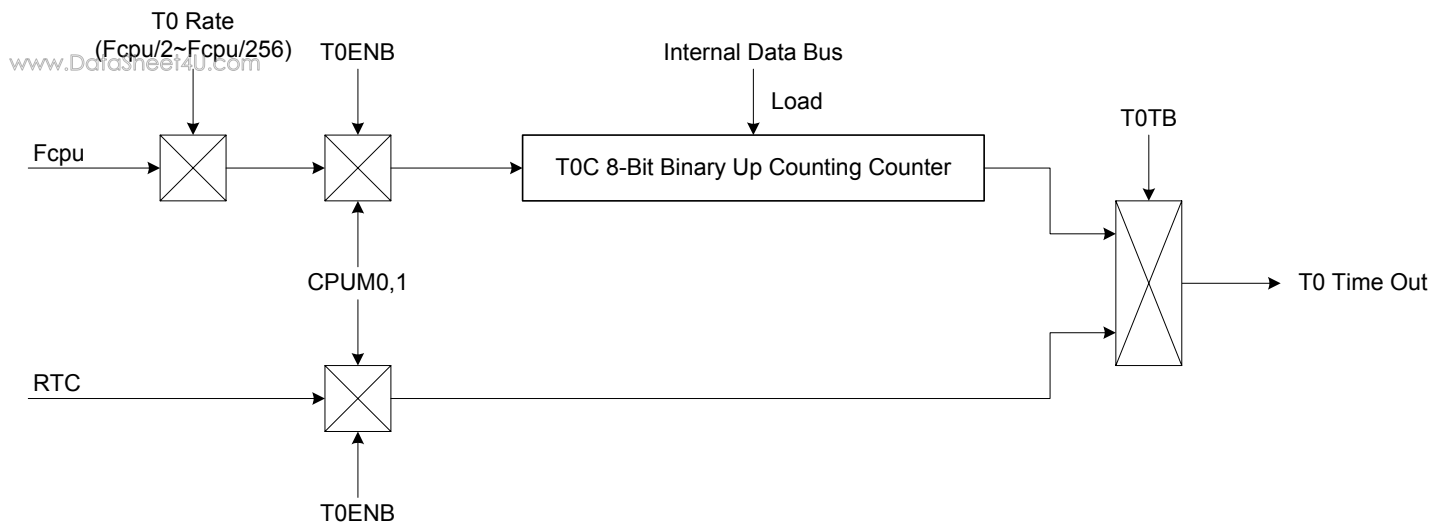 T0 Rate
(Fcpu/2~Fcpu/256)
www.DataSheet4U.com
T0ENB
Internal Data Bus
Load
T0TB
Fcpu
T0C 8-Bit Binary Up Counting Counter
CPUM0,1
T0 Time Out
RTC
T0ENB